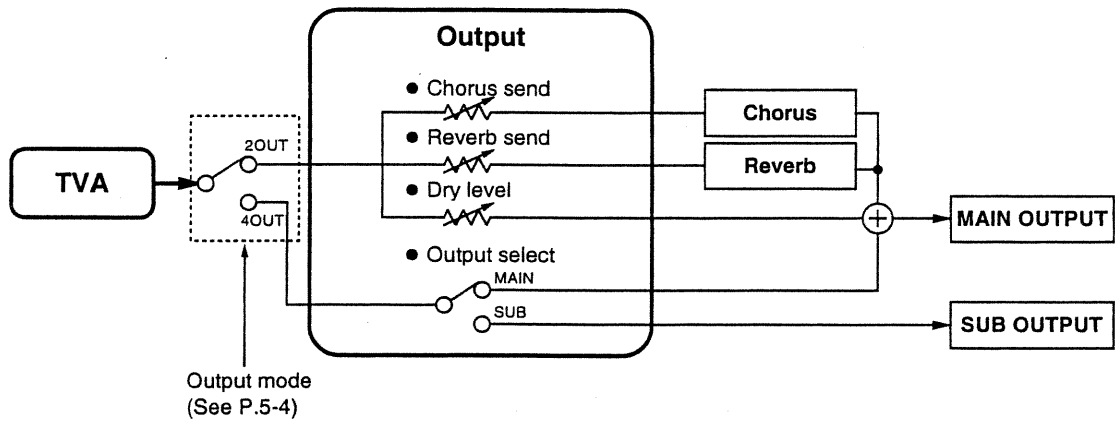 Output
● Chorus send
Chorus
● Reverb send
2OUT
Reverb
TVA
● Dry level
4OUT
MAIN OUTPUT
● Output select
MAIN
SUB
SUB OUTPUT
Output mode
(See P.5-4)